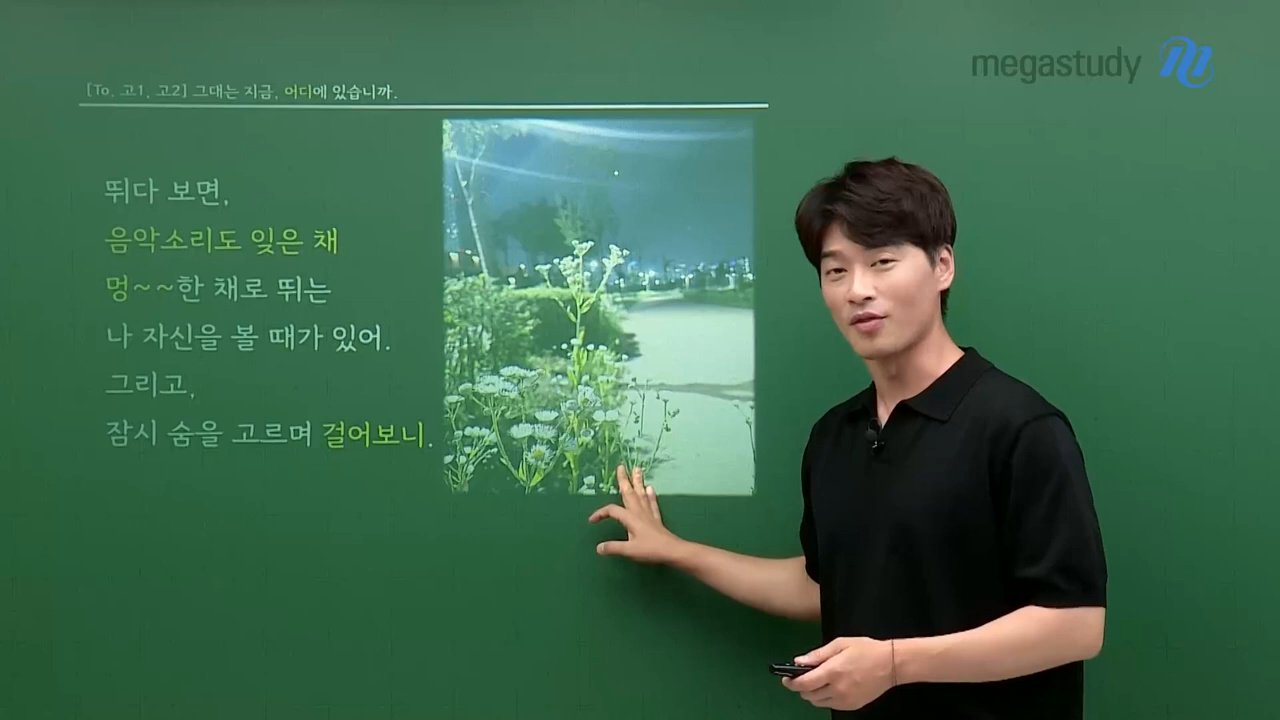 megastudy
[To. 고1, 고2] 그대는 지금, 어디에 있습니까.
뛰다 보면,
음악소리도 잊은 채
멍~~한 채로 뛰는
나 자신을 볼 때가 있어.
그리고,
잠시 숨을 고르며 걸어보니.